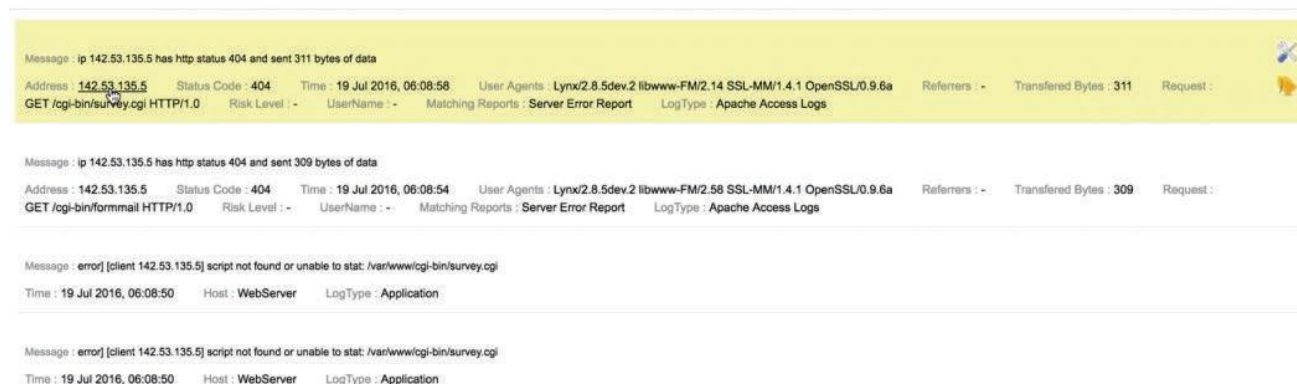 Message : ip 142.53.135.5 has http status 404 and sent 311 bytes of data
Address : 142.53.135.5 Status Code : 404 Time : 19 Jul 2016, 06:08:58 User Agents : Lynx/2.8.5dev.2 libwww-FM/2.14 SSL-MM/1.4.1 OpenSSL/0.9.6a Referrers : - Transfered Bytes : 311 Request :
GET /cgi-bin/survey.cgi HTTP/1.0 Risk Level : - UserName : - Matching Reports : Server Error Report LogType : Apache Access Logs
Message : ip 142.53.135.5 has http status 404 and sent 309 bytes of data
Address : 142.53.135.5 Status Code : 404 Time : 19 Jul 2016, 06:08:54 User Agents : Lynx/2.8.5dev.2 libwww-FM/2.58 SSL-MM/1.4.1 OpenSSL/0.9.6a Referrers : - Transfered Bytes : 309 Request :
GET /cgi-bin/formmail HTTP/1.0 Risk Level : - UserName : - Matching Reports : Server Error Report LogType : Apache Access Logs
Message : error] [client 142.53.135.5] script not found or unable to stat: /var/www/cgi-bin/survey.cgi
Time : 19 Jul 2016, 06:08:50 Host : WebServer LogType : Application
Message : error] [client 142.53.135.5] script not found or unable to stat: /var/www/cgi-bin/survey.cgi
Time : 19 Jul 2016, 06:08:50 Host : WebServer LogType : Application